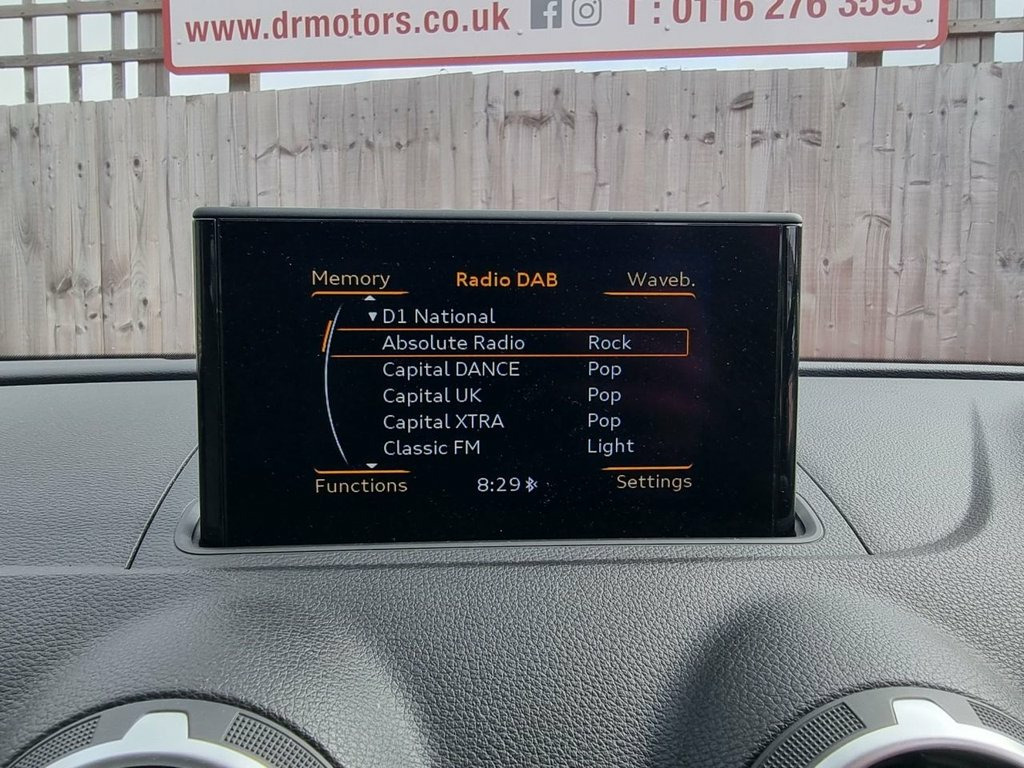 www.drmotors.co.uk T : 0116 276 3593
Memory Radio DAB Waveb.
D1 National
Absolute Radio Rock
Capital DANCE Pop
Capital UK Pop
Capital XTRA Pop
Classic FM Light
Functions 8:29 Settings